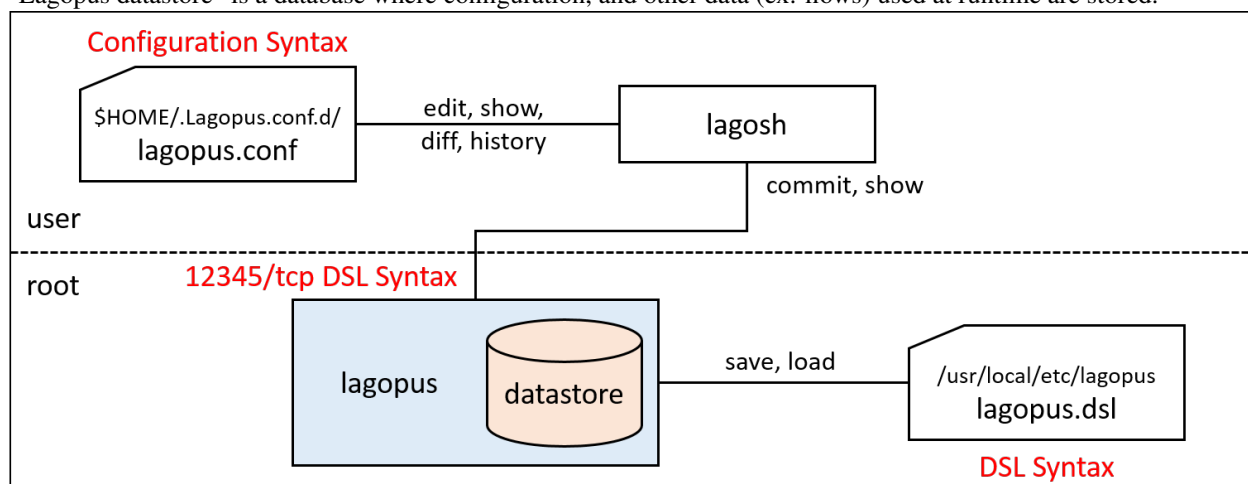 "Lagopus datastore" is a database where configuration, and other data (ex. flows) used at runtime are stored.
Configuration Syntax
$HOME/.Lagopus.conf.d/
lagopus.conf
edit, show,
diff, history
lagosh
commit, show
user
root
12345/tcp DSL Syntax
lagopus
datastore
save, load
/usr/local/etc/lagopus
lagopus.dsl
DSL Syntax